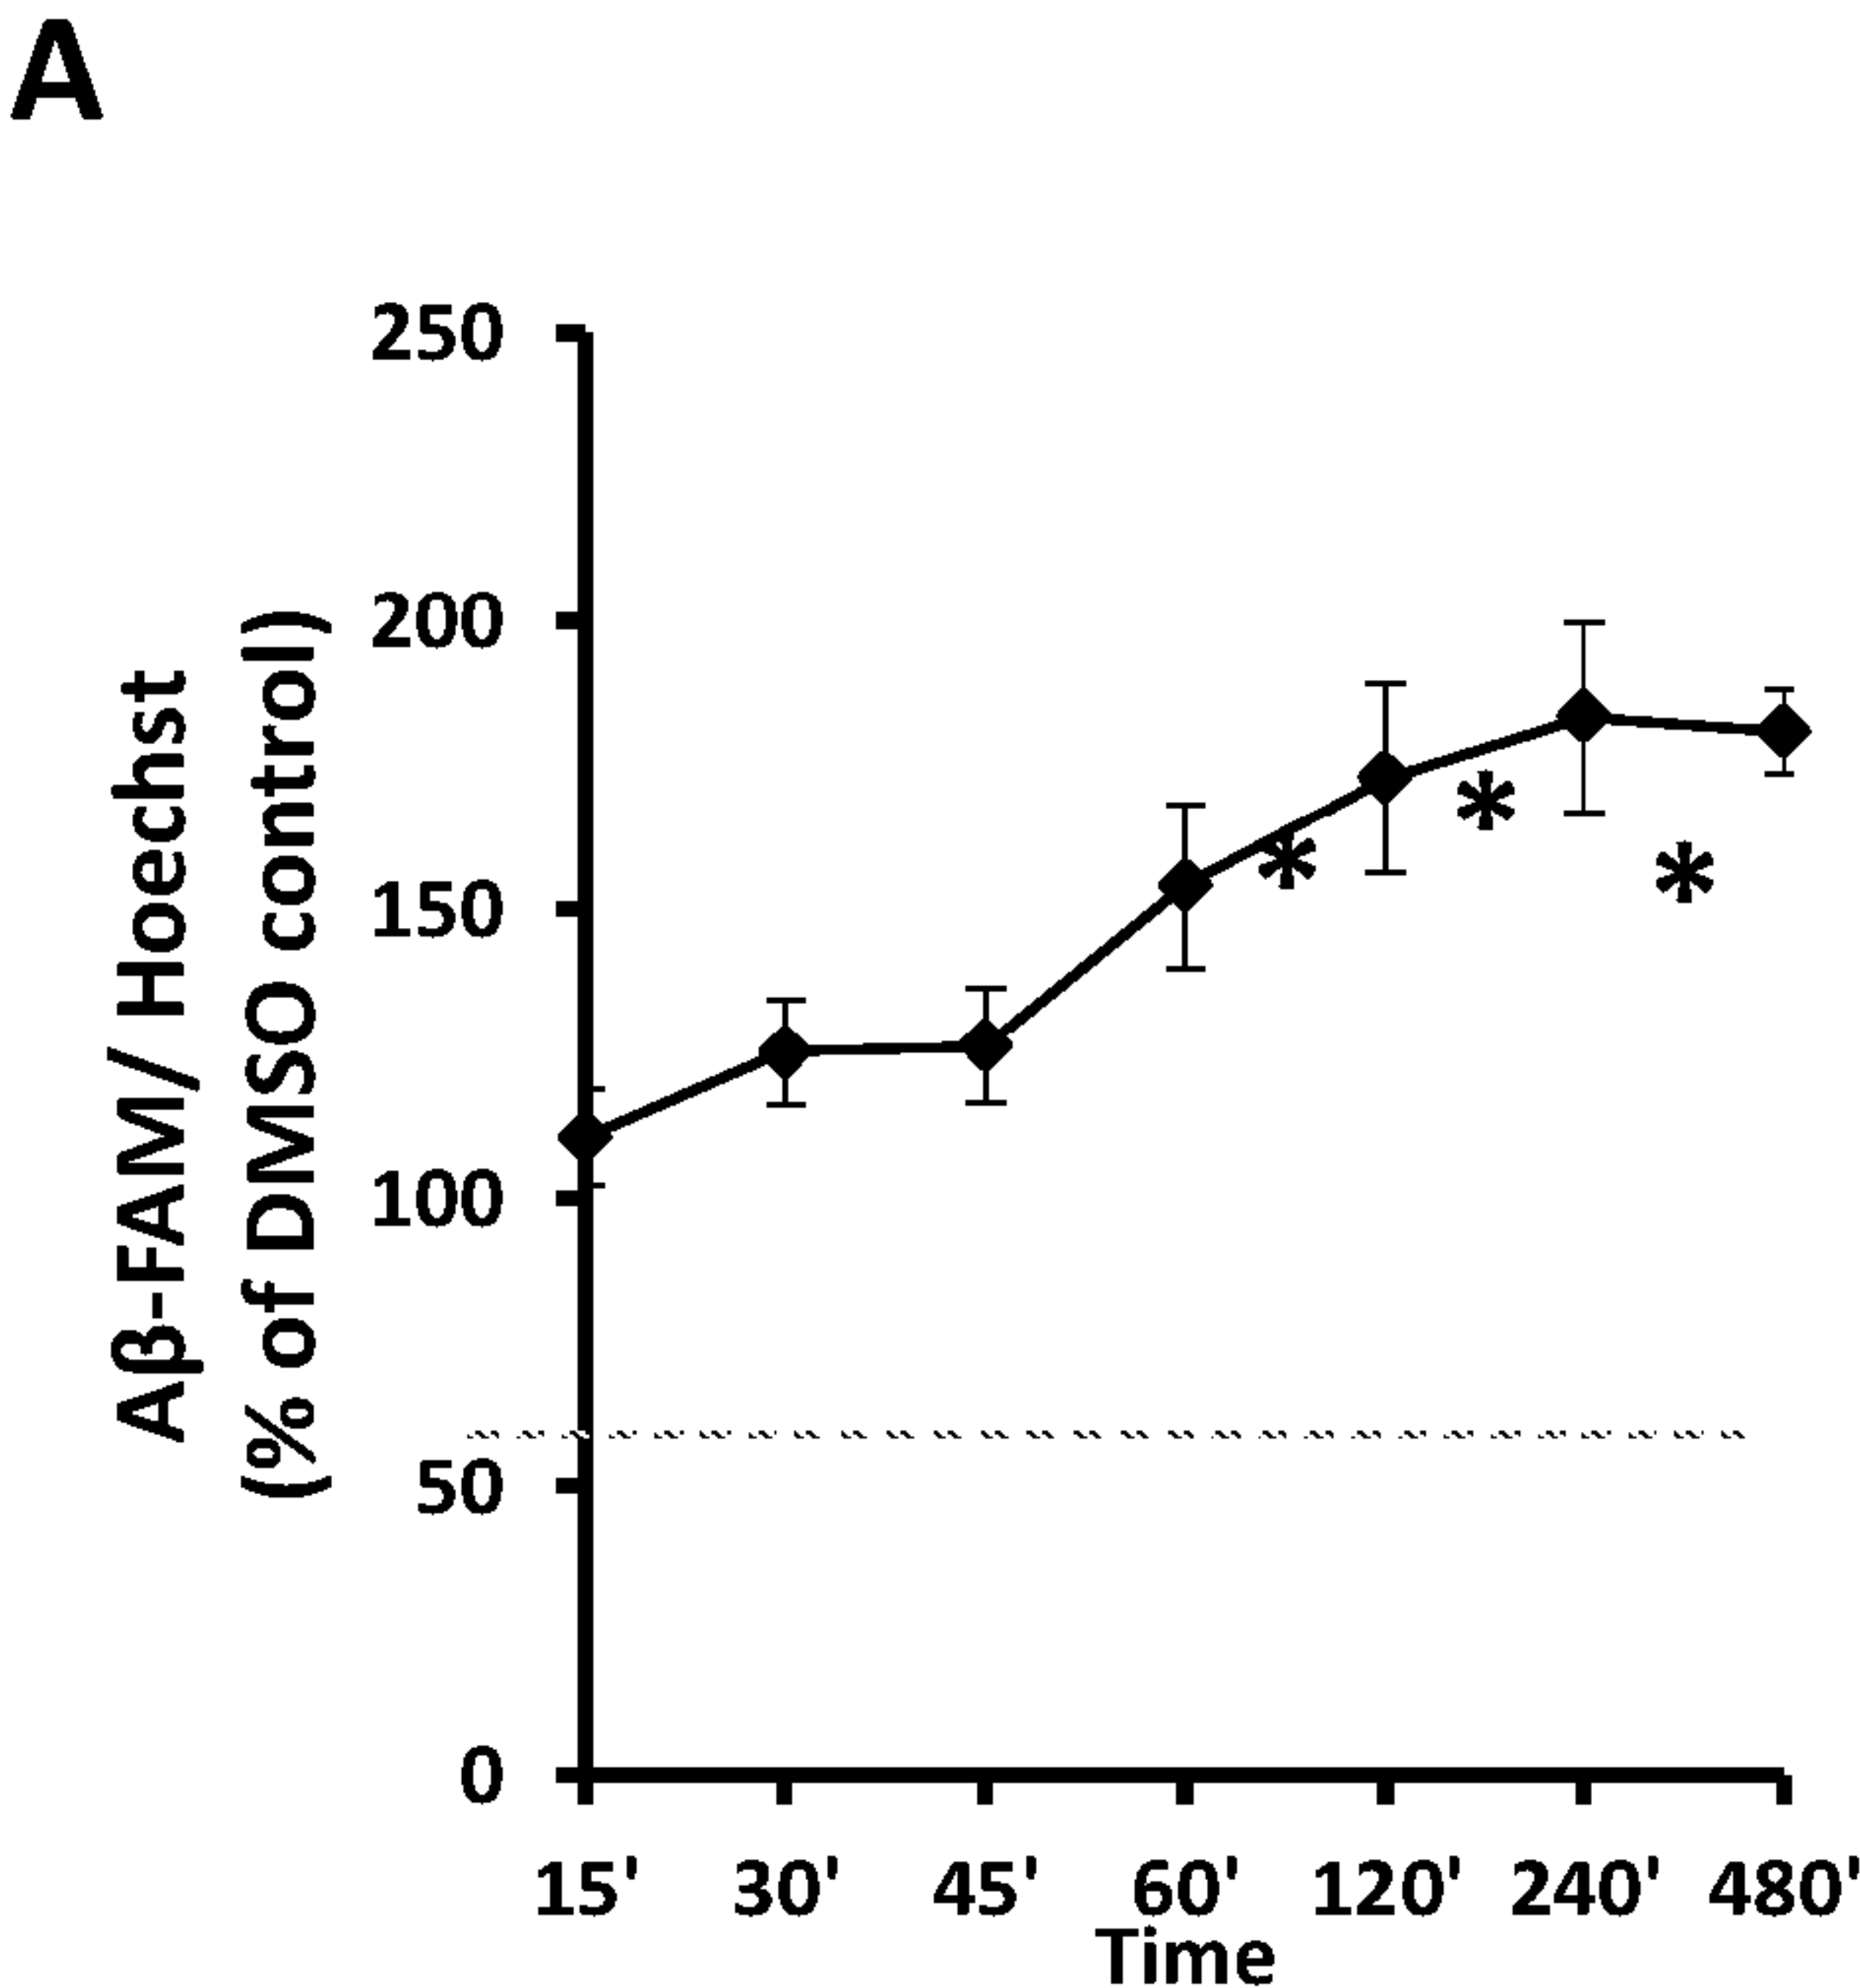 A
Aβ-FAM/ Hoechst
(% of DMSO control)
250
200
150
100
50
0
*
*
*
15' 30' 45' 60' 120' 240' 480'
Time